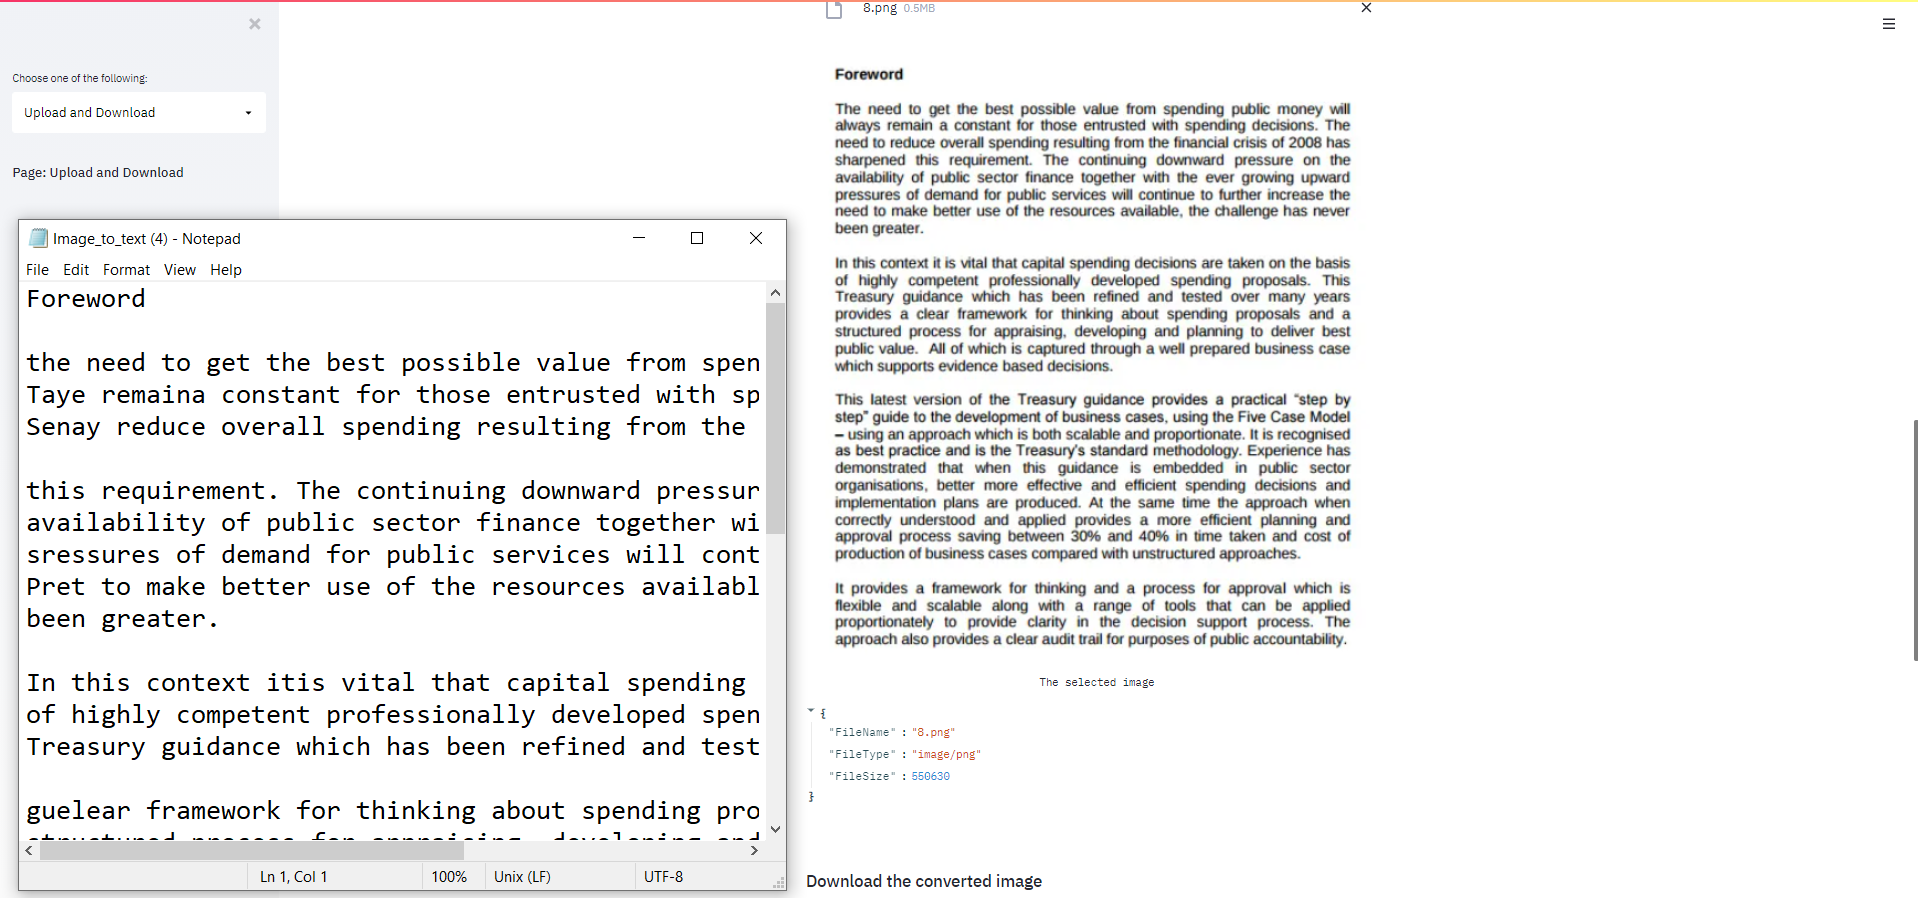 8.png 0.5MB
Choose one of the following:
Upload and Download
Page: Upload and Download
Image_to_text (4) - Notepad
File Edit Format View Help
Foreword
the need to get the best possible value from spen
Taye remaina constant for those entrusted with sp
Senay reduce overall spending resulting from the
this requirement. The continuing downward pressur
availability of public sector finance together wi
sressures of demand for public services will cont
Pret to make better use of the resources availabl
been greater.
In this context itis vital that capital spending
of highly competent professionally developed spen
Treasury guidance which has been refined and test
guelear framework for thinking about spending pro
structured process for appraising, developing and
Ln 1, Col 1 100% Unix (LF) UTF-8
Foreword
The need to get the best possible value from spending public money will
always remain a constant for those entrusted with spending decisions. The
need to reduce overall spending resulting from the financial crisis of 2008 has
sharpened this requirement. The continuing downward pressure on the
availability of public sector finance together with the ever growing upward
pressures of demand for public services will continue to further increase the
need to make better use of the resources available, the challenge has never
been greater.
In this context it is vital that capital spending decisions are taken on the basis
of highly competent professionally developed spending proposals. This
Treasury guidance which has been refined and tested over many years
provides a clear framework for thinking about spending proposals and a
structured process for appraising, developing and planning to deliver best
public value. All of which is captured through a well prepared business case
which supports evidence based decisions.
This latest version of the Treasury guidance provides a practical “step by
step” guide to the development of business cases, using the Five Case Model
– using an approach which is both scalable and proportionate. It is recognised
as best practice and is the Treasury's standard methodology. Experience has
demonstrated that when this guidance is embedded in public sector
organisations, better more effective and efficient spending decisions and
implementation plans are produced. At the same time the approach when
correctly understood and applied provides a more efficient planning and
approval process saving between 30% and 40% in time taken and cost of
production of business cases compared with unstructured approaches.
It provides a framework for thinking and a process for approval which is
flexible and scalable along with a range of tools that can be applied
proportionately to provide clarity in the decision support process. The
approach also provides a clear audit trail for purposes of public accountability.
The selected image
{
"FileName" : "8.png"
"FileType" : "image/png"
"FileSize" : 550630
}
Download the converted image